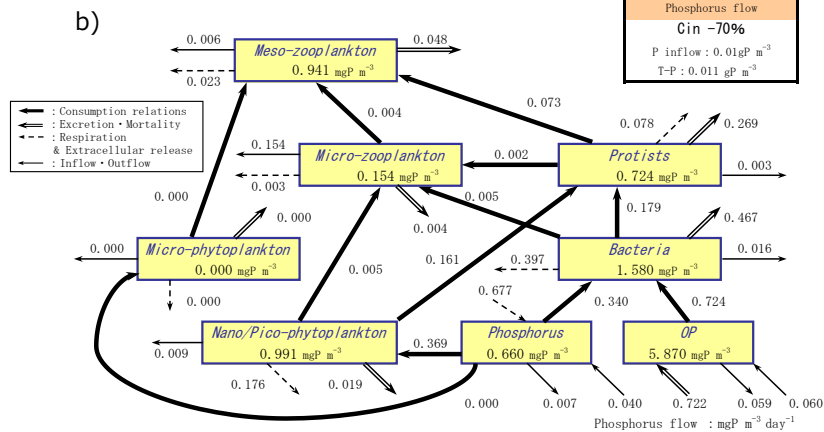 b)
Phosphorus flow
Cin -70%
P inflow : 0.01gP m⁻³
T-P : 0.011 gP m⁻³
0.006
Meso-zooplankton
0.941 mgP m⁻³
0.048
0.023
: Consumption relations
: Excretion・Mortality
: Respiration
& Extracellular release
: Inflow・Outflow
0.004
0.073
0.078
0.269
0.154
Micro-zooplankton
0.154 mgP m⁻³
0.002
Protists
0.724 mgP m⁻³
0.003
0.003
0.000
0.000
0.004
0.005
0.179
0.467
0.000
Micro-phytoplankton
0.000 mgP m⁻³
0.005
0.161
0.397
Bacteria
1.580 mgP m⁻³
0.016
0.000
0.677
0.340
0.724
Nano/Pico-phytoplankton
0.991 mgP m⁻³
0.369
Phosphorus
0.660 mgP m⁻³
OP
5.870 mgP m⁻³
0.009
0.176
0.019
0.000
0.007
0.040
0.722
0.059
0.060
Phosphorus flow : mgP m⁻³ day⁻¹